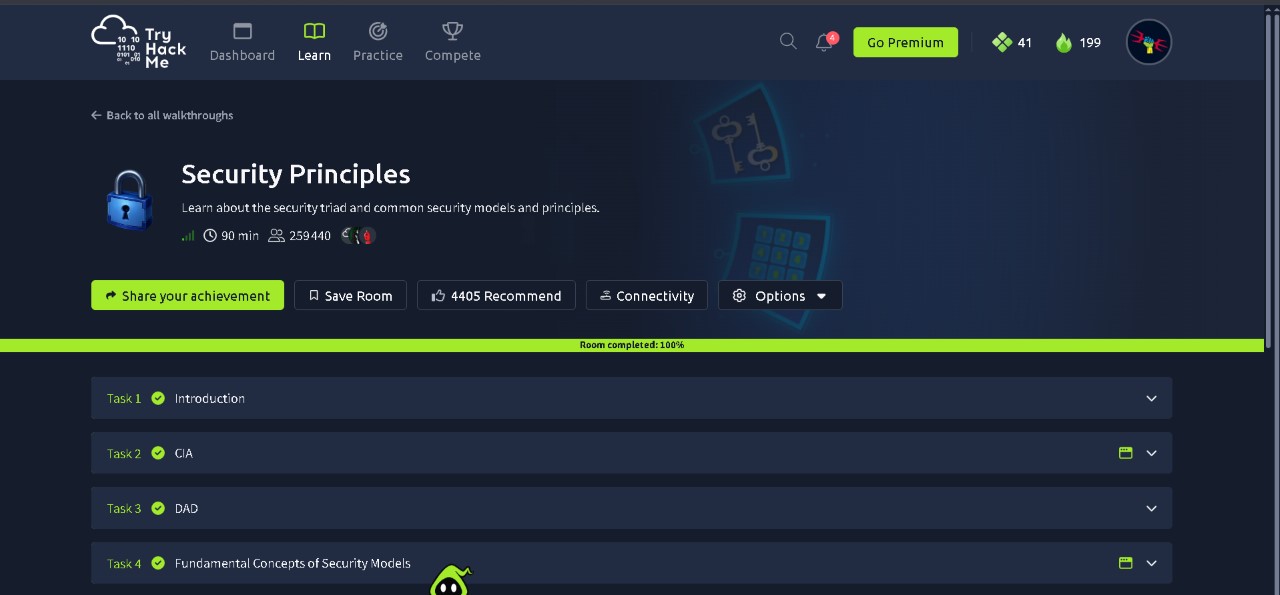 Try Hack Me
Dashboard
Learn
Practice
Compete
4
Go Premium
41
199
Back to all walkthroughs
Security Principles
Learn about the security triad and common security models and principles.
90 min
259440
Share your achievement
Save Room
4405 Recommend
Connectivity
Options
Room completed: 100%
Task 1 Introduction
Task 2 CIA
Task 3 DAD
Task 4 Fundamental Concepts of Security Models